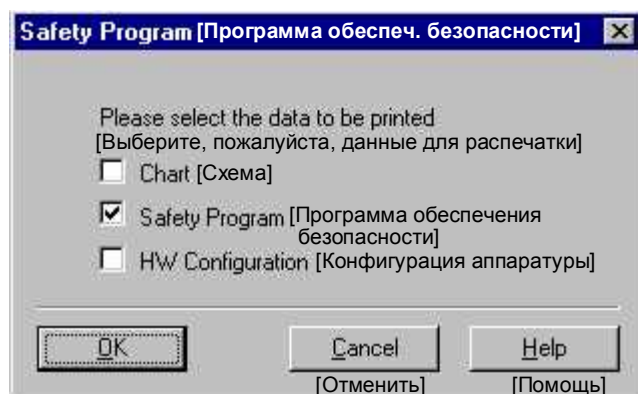 Safety Program [Программа обеспеч. безопасности]
Please select the data to be printed
[Выберите, пожалуйста, данные для распечатки]
Chart [Схема]
Safety Program [Программа обеспечения
безопасности]
HW Configuration [Конфигурация аппаратуры]
OK Cancel Help
[Отменить] [Помощь]